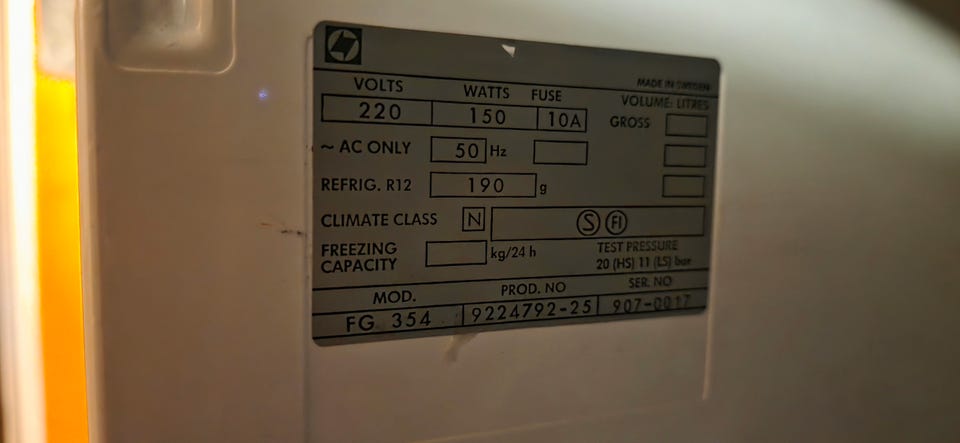 MADE IN SWEDEN
VOLTS WATTS FUSE VOLUME: LITRES
220 150 10A GROSS
~ AC ONLY 50 Hz
REFRIG. R12 190 g
CLIMATE CLASS N S FI
FREEZING CAPACITY kg/24 h TEST PRESSURE
20 (HS) 11 (LS) bar
MOD. PROD. NO SER. NO
FG 354 9224792-25 907-0017